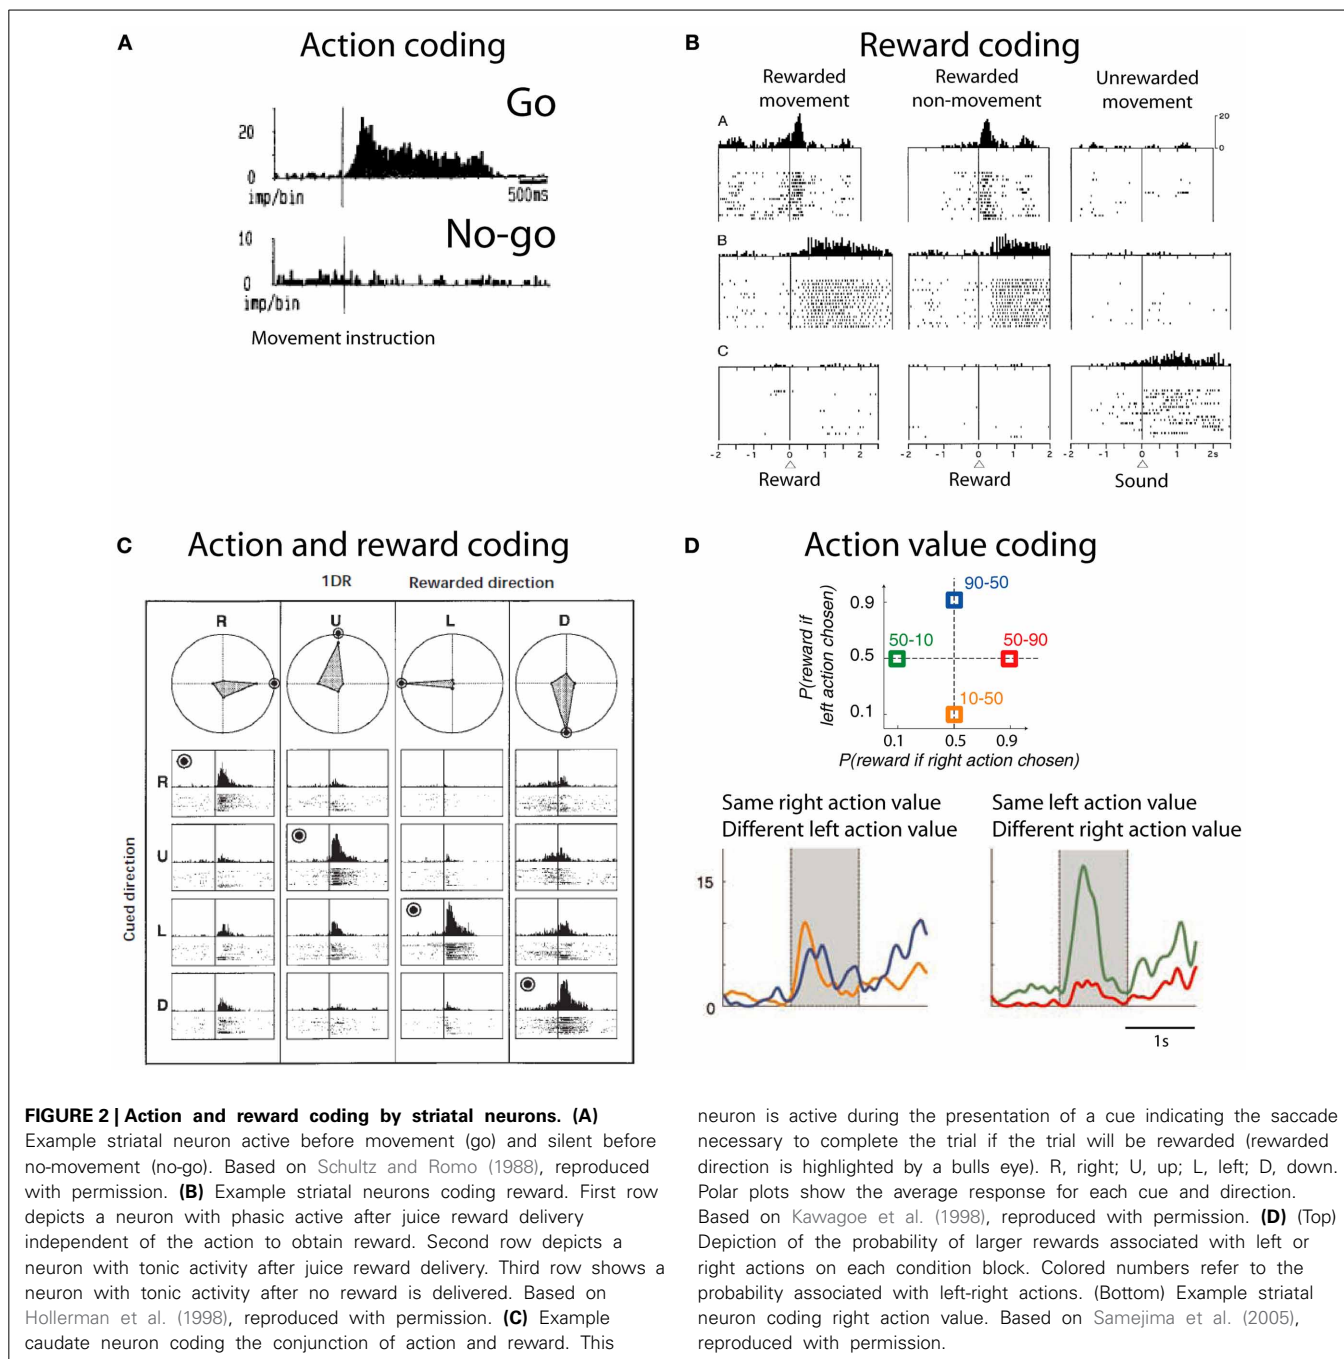 A
Action coding
Go
20
0
imp/bin
500ms
No-go
10
0
imp/bin
Movement instruction
B
Reward coding
Rewarded movement
Rewarded non-movement
Unrewarded movement
A
20
0
B
C
-2 -1 0 1 2
-2 -1 0 1 2
-2 -1 0 1 2s
Reward
Reward
Sound
C
Action and reward coding
1DR
Rewarded direction
R U L D
Cued direction
R
U
L
D
D
Action value coding
P(reward if left action chosen)
0.9
0.5
0.1
90-50
50-10
50-90
10-50
0.1 0.5 0.9
P(reward if right action chosen)
Same right action value
Different left action value
Same left action value
Different right action value
15
0
1s
FIGURE 2 | Action and reward coding by striatal neurons. (A)
Example striatal neuron active before movement (go) and silent before
no-movement (no-go). Based on Schultz and Romo (1988), reproduced
with permission. (B) Example striatal neurons coding reward. First row
depicts a neuron with phasic active after juice reward delivery
independent of the action to obtain reward. Second row depicts a
neuron with tonic activity after juice reward delivery. Third row shows a
neuron with tonic activity after no reward is delivered. Based on
Hollerman et al. (1998), reproduced with permission. (C) Example
caudate neuron coding the conjunction of action and reward. This
neuron is active during the presentation of a cue indicating the saccade
necessary to complete the trial if the trial will be rewarded (rewarded
direction is highlighted by a bulls eye). R, right; U, up; L, left; D, down.
Polar plots show the average response for each cue and direction.
Based on Kawagoe et al. (1998), reproduced with permission. (D) (Top)
Depiction of the probability of larger rewards associated with left or
right actions on each condition block. Colored numbers refer to the
probability associated with left-right actions. (Bottom) Example striatal
neuron coding right action value. Based on Samejima et al. (2005),
reproduced with permission.